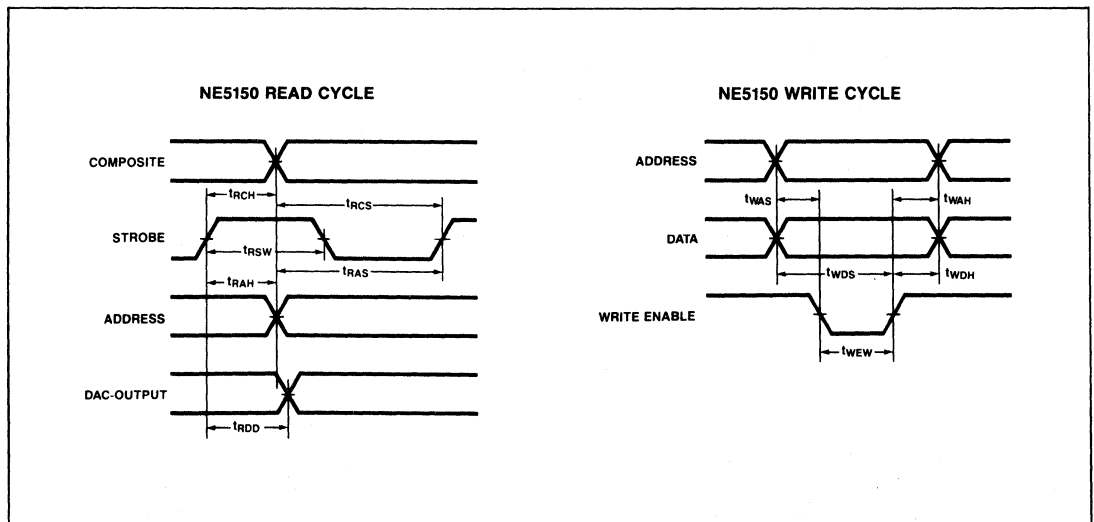 NE5150 READ CYCLE
COMPOSITE
tRCH
tRCS
STROBE
tRSW
tRAS
tRAH
ADDRESS
DAC-OUTPUT
tRDD
NE5150 WRITE CYCLE
ADDRESS
tWAS
tWAH
DATA
tWDS
tWDH
WRITE ENABLE
tWEW